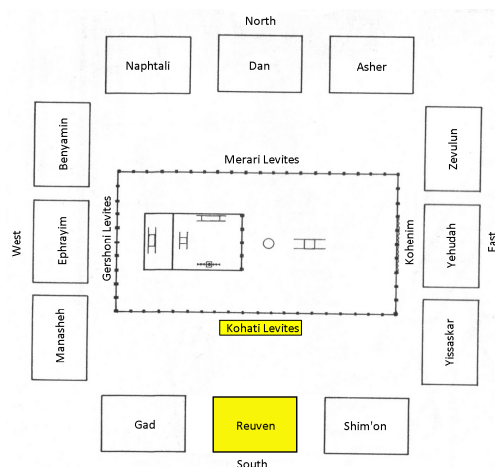 North
Naphtali
Dan
Asher
Benyamin
Zevulun
Merari Levites
West
Ephrayim
Gershoni Levites
Kohenim
Yehudah
East
Manasheh
Yissaskar
Kohati Levites
Gad
Reuven
Shim'on
South